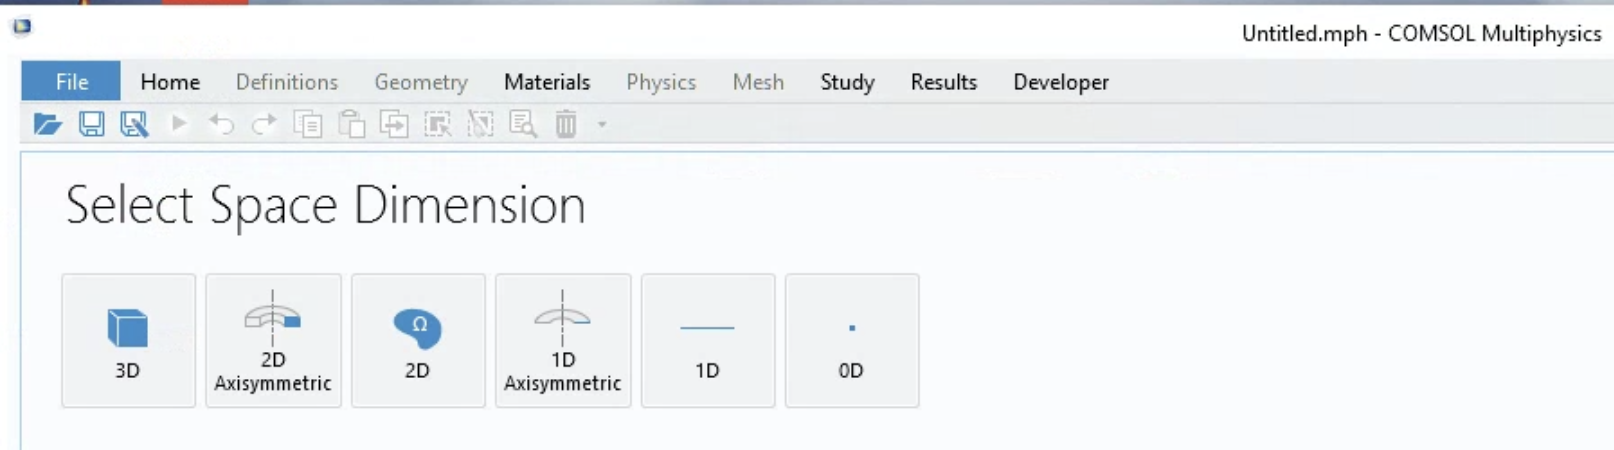 Untitled.mph - COMSOL Multiphysics
File Home Definitions Geometry Materials Physics Mesh Study Results Developer
Select Space Dimension
Ω
3D
2D
Axisymmetric
2D
1D
Axisymmetric
1D
0D